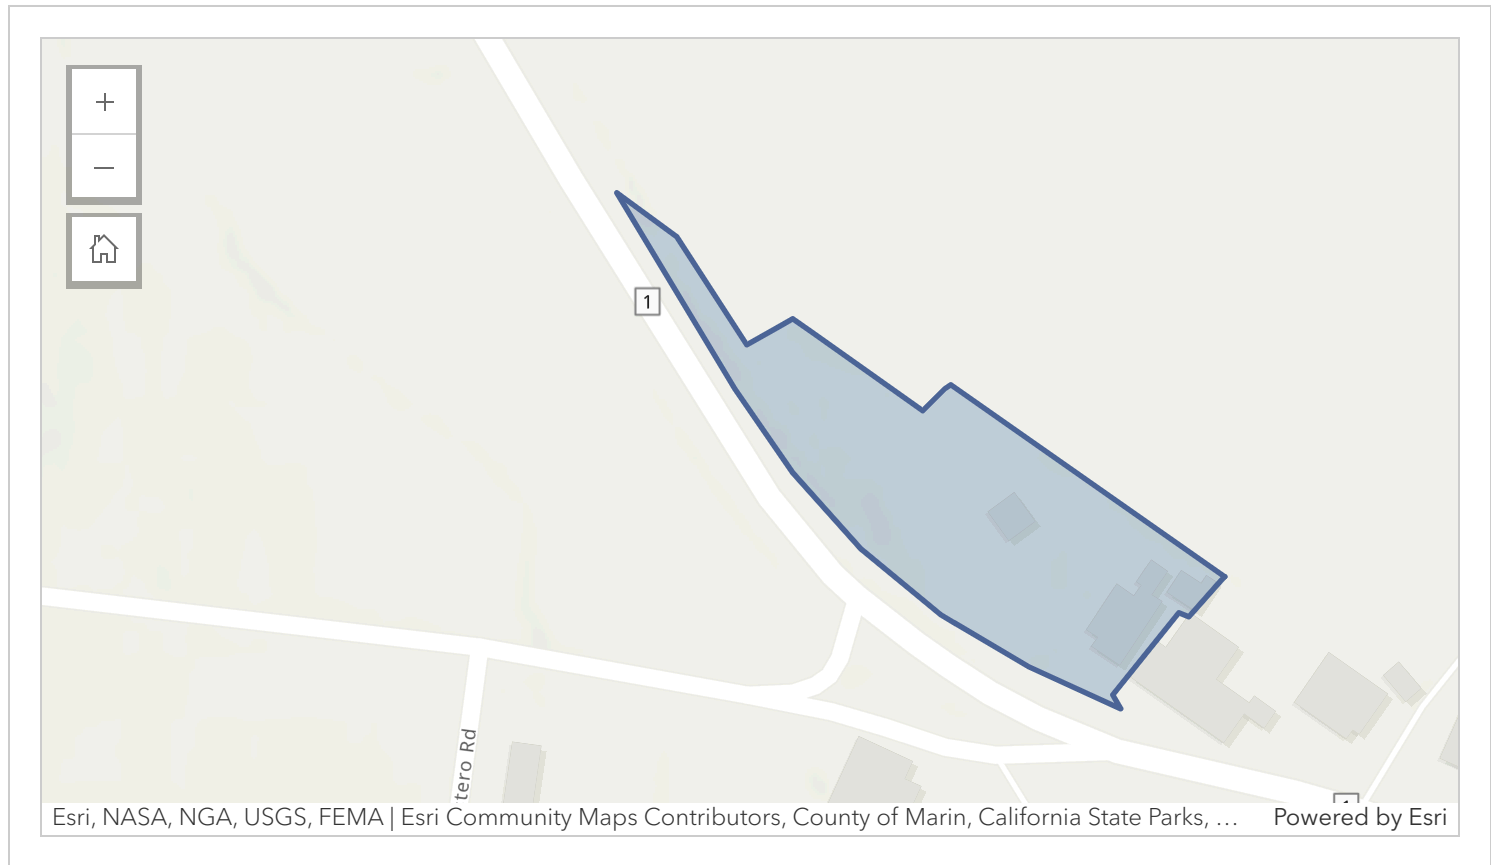 +
−
1
tero Rd
Esri, NASA, NGA, USGS, FEMA | Esri Community Maps Contributors, County of Marin, California State Parks, ... Powered by Esri